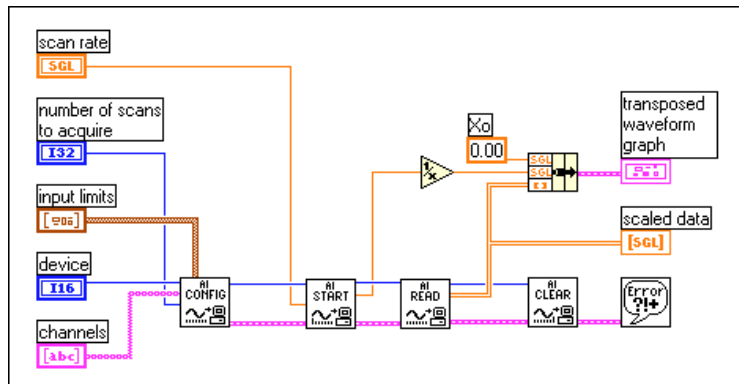 scan rate
SGL
number of scans
to acquire
I32
input limits
device
I16
channels
[abc]
AI
CONFIG
AI
START
AI
READ
AI
CLEAR
1/x
Xo
0.00
SGL
SGL
[ ]
transposed
waveform
graph
scaled data
[SGL]
Error
?!+